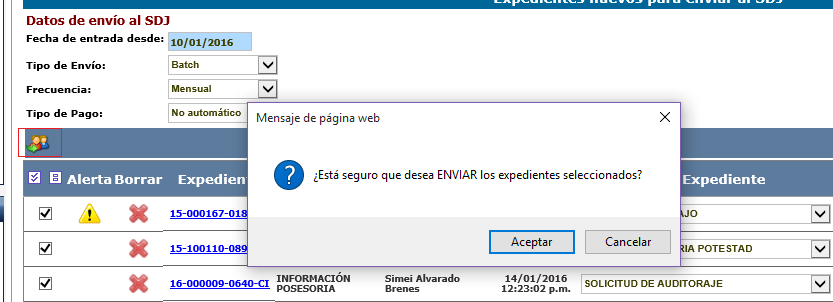 Expedientes nuevos para enviar al SDJ
Datos de envío al SDJ
Fecha de entrada desde: 10/01/2016
Tipo de Envío: Batch
Frecuencia: Mensual
Tipo de Pago: No automático
Mensaje de página web
¿Está seguro que desea ENVIAR los expedientes seleccionados?
Aceptar Cancelar
Alerta Borrar Expedien Expediente
15-000167-018 AJO
15-100110-089 RIA POTESTAD
16-000009-0640-CI INFORMACIÓN POSESORIA Simei Alvarado Brenes 14/01/2016 12:23:02 p.m. SOLICITUD DE AUDITORAJE